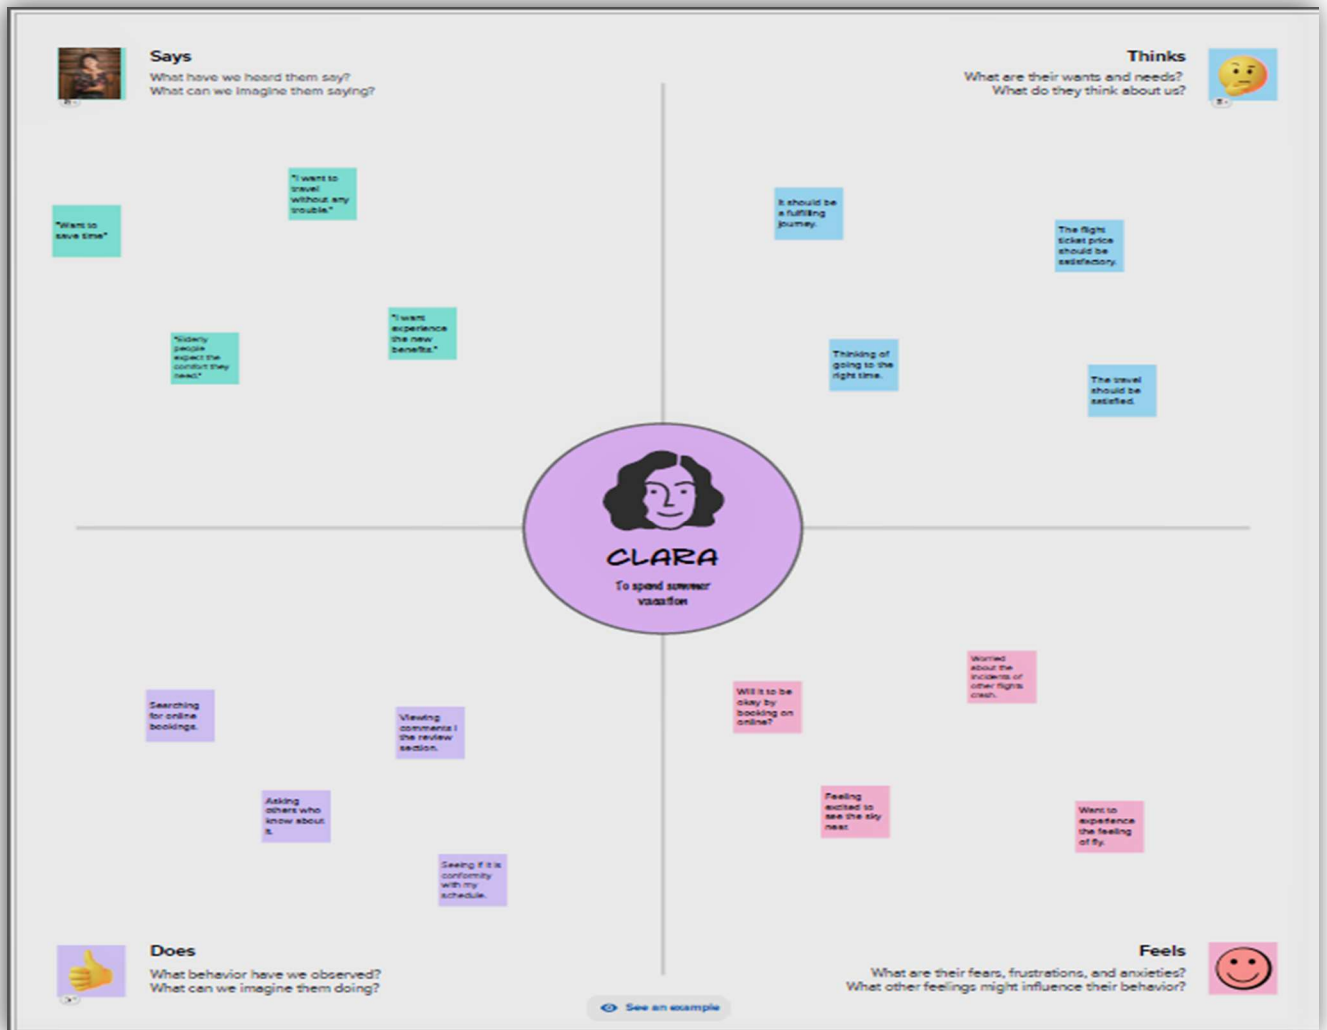 Says
What have we heard them say?
What can we imagine them saying?
Thinks
What are their wants and needs?
What do they think about us?
"I want to
travel
without any
trouble."
"Want to
save time"
"I want
experience
the new
benefits."
"Elderly
people
expect the
comfort they
need."
It should be
a fulfilling
journey.
The flight
ticket price
should be
satisfactory.
Thinking of
going to the
right time.
The travel
should be
satisfied.
CLARA
To spend summer
vacation
Searching
for online
bookings.
Viewing
comments i
the review
section.
Asking
others who
know about
it.
Seeing if it is
conformity
with my
schedule.
Will it to be
okay by
booking on
online?
Worried
about the
incidents of
other flights
crash.
Feeling
excited to
see the sky
near.
Want to
experience
the feeling
of fly.
Does
What behavior have we observed?
What can we imagine them doing?
Feels
What are their fears, frustrations, and anxieties?
What other feelings might influence their behavior?
See an example